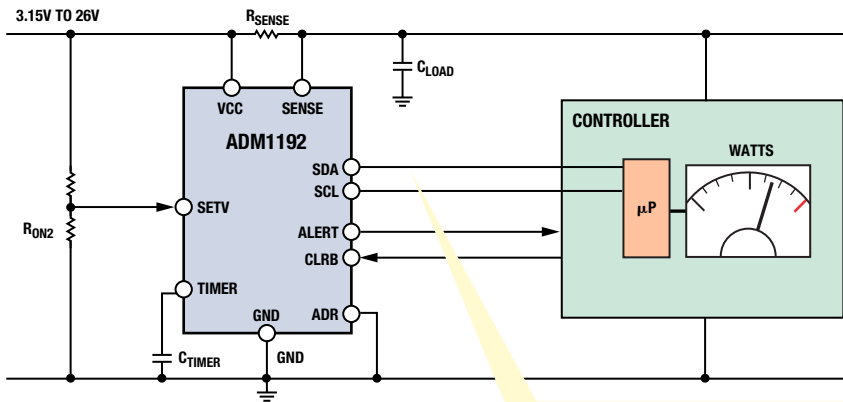 3.15V TO 26V
RSENSE
CLOAD
VCC
SENSE
ADM1192
CONTROLLER
WATTS
SDA
SCL
µP
SETV
RON2
ALERT
CLRB
TIMER
GND
ADR
CTIMER
GND